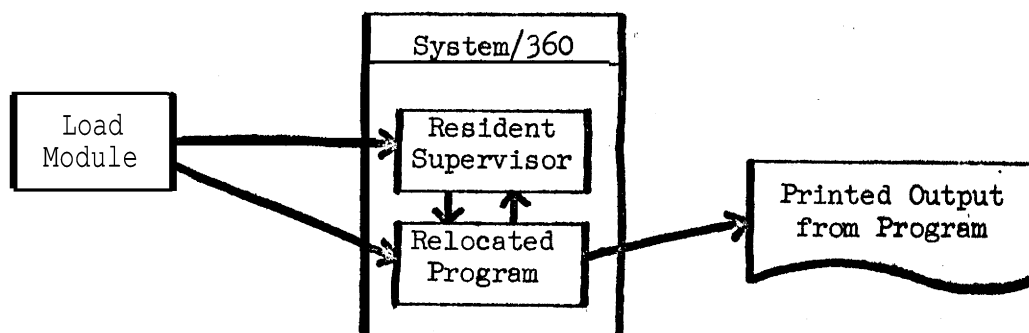 System/360
Load
Module
Resident
Supervisor
Relocated
Program
Printed Output
from Program